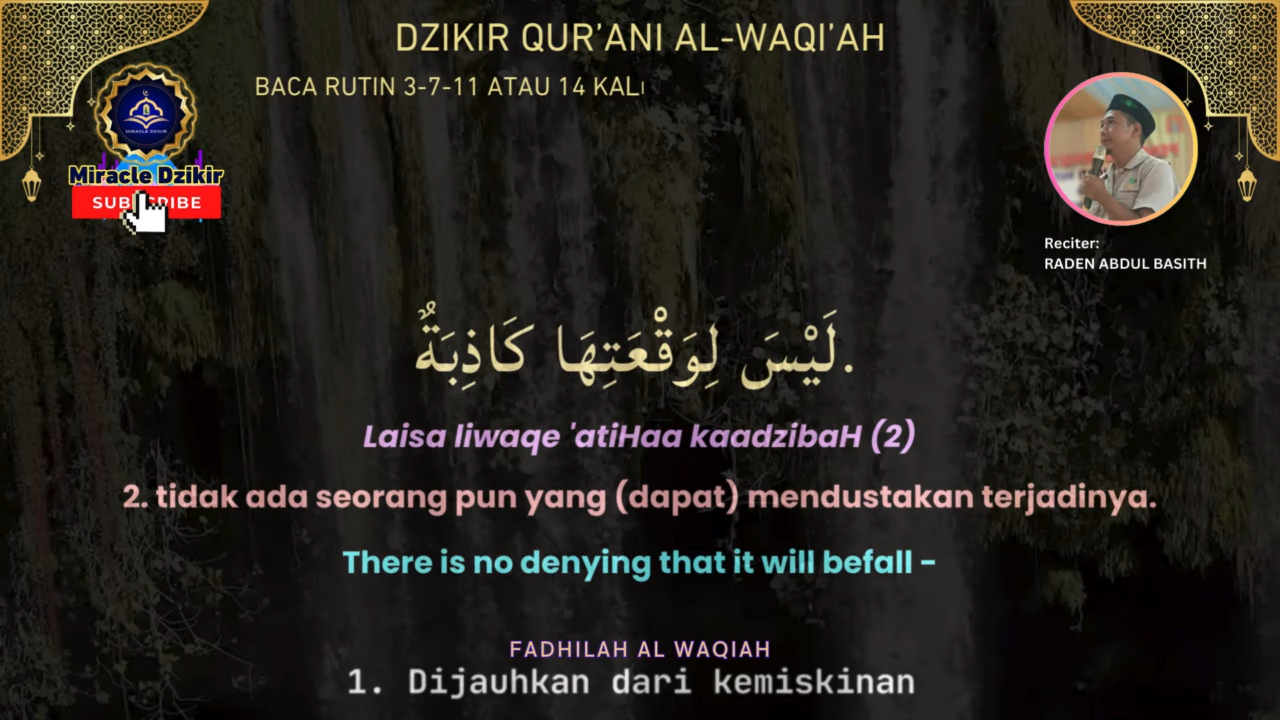 DZIKIR QUR'ANI AL-WAQI'AH
BACA RUTIN 3-7-11 ATAU 14 KALI
MIRACLE DZIKIR
Miracle Dzikir
SUBSCRIBE
Reciter:
RADEN ABDUL BASITH
لَيْسَ لِوَقْعَتِهَا كَاذِبَةٌ.
Laisa liwaqe 'atiHaa kaadzibaH (2)
2. tidak ada seorang pun yang (dapat) mendustakan terjadinya.
There is no denying that it will befall -
FADHILAH AL WAQIAH
1. Dijauhkan dari kemiskinan